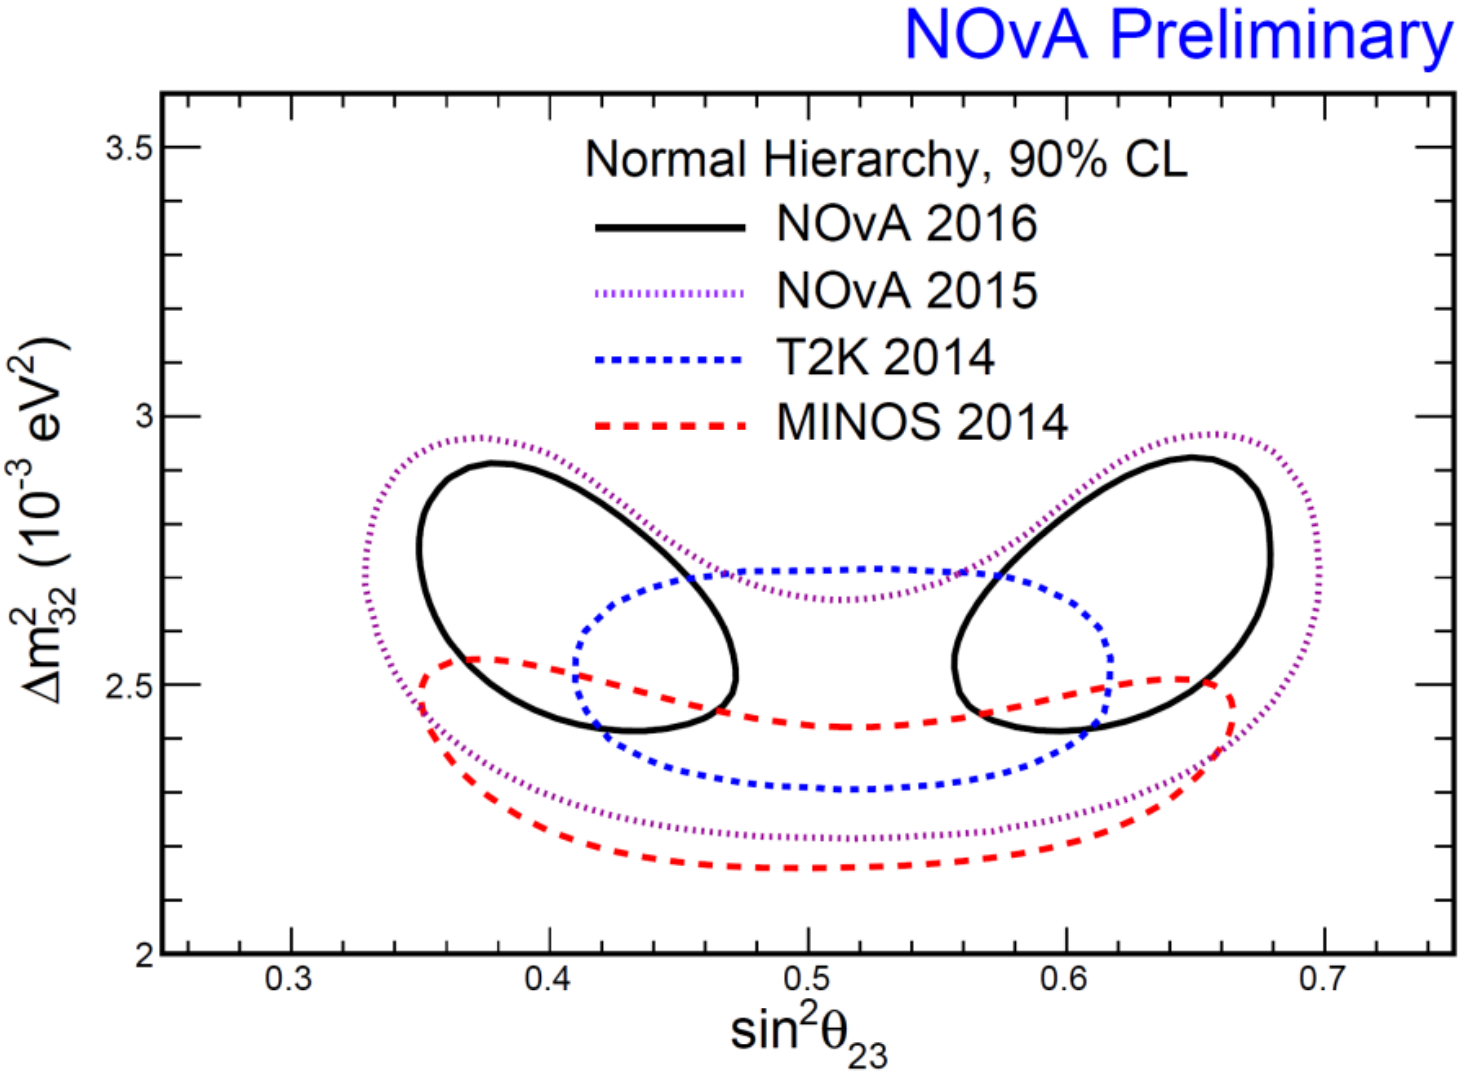 NOvA Preliminary
Normal Hierarchy, 90% CL
NOvA 2016
NOvA 2015
T2K 2014
MINOS 2014
3.5
3
2.5
2
Δm²₃₂ (10⁻³ eV²)
0.3 0.4 0.5 0.6 0.7
sin²θ₂₃